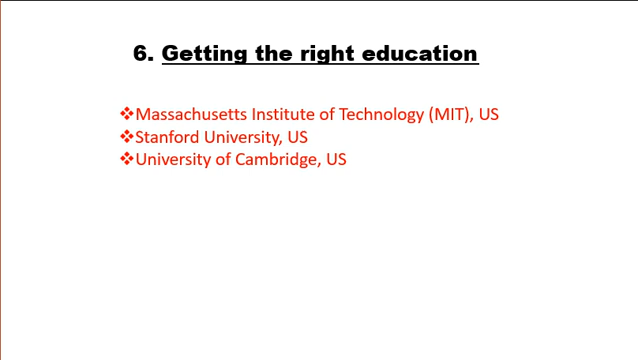 6. Getting the right education
❖Massachusetts Institute of Technology (MIT), US
❖Stanford University, US
❖University of Cambridge, US